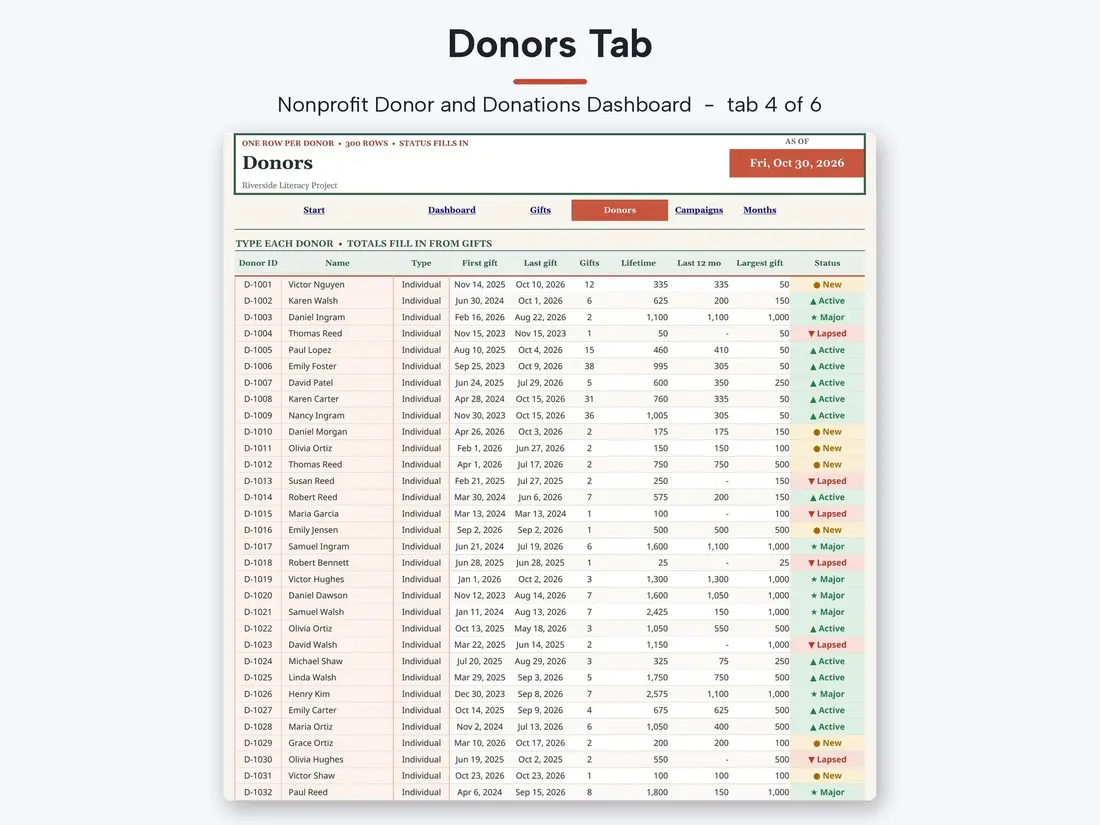 Donors Tab
Nonprofit Donor and Donations Dashboard - tab 4 of 6
ONE ROW PER DONOR • 300 ROWS • STATUS FILLS IN
AS OF
Donors
Fri, Oct 30, 2026
Riverside Literacy Project
Start Dashboard Gifts Donors Campaigns Months
TYPE EACH DONOR • TOTALS FILL IN FROM GIFTS
Donor ID Name Type First gift Last gift Gifts Lifetime Last 12 mo Largest gift Status
D-1001 Victor Nguyen Individual Nov 14, 2025 Oct 10, 2026 12 335 335 50 ● New
D-1002 Karen Walsh Individual Jun 30, 2024 Oct 1, 2026 6 625 200 150 ▲ Active
D-1003 Daniel Ingram Individual Feb 16, 2026 Aug 22, 2026 2 1,100 1,100 1,000 ★ Major
D-1004 Thomas Reed Individual Nov 15, 2023 Nov 15, 2023 1 50 - 50 ▼ Lapsed
D-1005 Paul Lopez Individual Aug 10, 2025 Oct 4, 2026 15 460 410 50 ▲ Active
D-1006 Emily Foster Individual Sep 25, 2023 Oct 9, 2026 38 995 305 50 ▲ Active
D-1007 David Patel Individual Jun 24, 2025 Jul 29, 2026 5 600 350 250 ▲ Active
D-1008 Karen Carter Individual Apr 28, 2024 Oct 15, 2026 31 760 335 50 ▲ Active
D-1009 Nancy Ingram Individual Nov 30, 2023 Oct 15, 2026 36 1,005 305 50 ▲ Active
D-1010 Daniel Morgan Individual Apr 26, 2026 Oct 3, 2026 2 175 175 150 ● New
D-1011 Olivia Ortiz Individual Feb 1, 2026 Jun 27, 2026 2 150 150 100 ● New
D-1012 Thomas Reed Individual Apr 1, 2026 Jul 17, 2026 2 750 750 500 ● New
D-1013 Susan Reed Individual Feb 21, 2025 Jul 27, 2025 2 250 - 150 ▼ Lapsed
D-1014 Robert Reed Individual Mar 30, 2024 Jun 6, 2026 7 575 200 150 ▲ Active
D-1015 Maria Garcia Individual Mar 13, 2024 Mar 13, 2024 1 100 - 100 ▼ Lapsed
D-1016 Emily Jensen Individual Sep 2, 2026 Sep 2, 2026 1 500 500 500 ● New
D-1017 Samuel Ingram Individual Jun 21, 2024 Jul 19, 2026 6 1,600 1,100 1,000 ★ Major
D-1018 Robert Bennett Individual Jun 28, 2025 Jun 28, 2025 1 25 - 25 ▼ Lapsed
D-1019 Victor Hughes Individual Jan 1, 2026 Oct 2, 2026 3 1,300 1,300 1,000 ★ Major
D-1020 Daniel Dawson Individual Nov 12, 2023 Aug 14, 2026 7 1,600 1,050 1,000 ★ Major
D-1021 Samuel Walsh Individual Jan 11, 2024 Aug 13, 2026 7 2,425 150 1,000 ★ Major
D-1022 Olivia Ortiz Individual Oct 13, 2025 May 18, 2026 3 1,050 550 500 ▲ Active
D-1023 David Walsh Individual Mar 22, 2025 Jun 14, 2025 2 1,150 - 1,000 ▼ Lapsed
D-1024 Michael Shaw Individual Jul 20, 2025 Aug 29, 2026 3 325 75 250 ▲ Active
D-1025 Linda Walsh Individual Mar 29, 2025 Sep 3, 2026 5 1,750 750 500 ▲ Active
D-1026 Henry Kim Individual Dec 30, 2023 Sep 8, 2026 7 2,575 1,100 1,000 ★ Major
D-1027 Emily Carter Individual Oct 14, 2025 Sep 9, 2026 4 675 625 500 ▲ Active
D-1028 Maria Ortiz Individual Nov 2, 2024 Jul 13, 2026 6 1,050 400 500 ▲ Active
D-1029 Grace Ortiz Individual Mar 10, 2026 Oct 17, 2026 2 200 200 100 ● New
D-1030 Olivia Hughes Individual Jun 19, 2025 Oct 2, 2025 2 550 - 500 ▼ Lapsed
D-1031 Victor Shaw Individual Oct 23, 2026 Oct 23, 2026 1 100 100 100 ● New
D-1032 Paul Reed Individual Apr 6, 2024 Sep 15, 2026 8 1,800 150 1,000 ★ Major